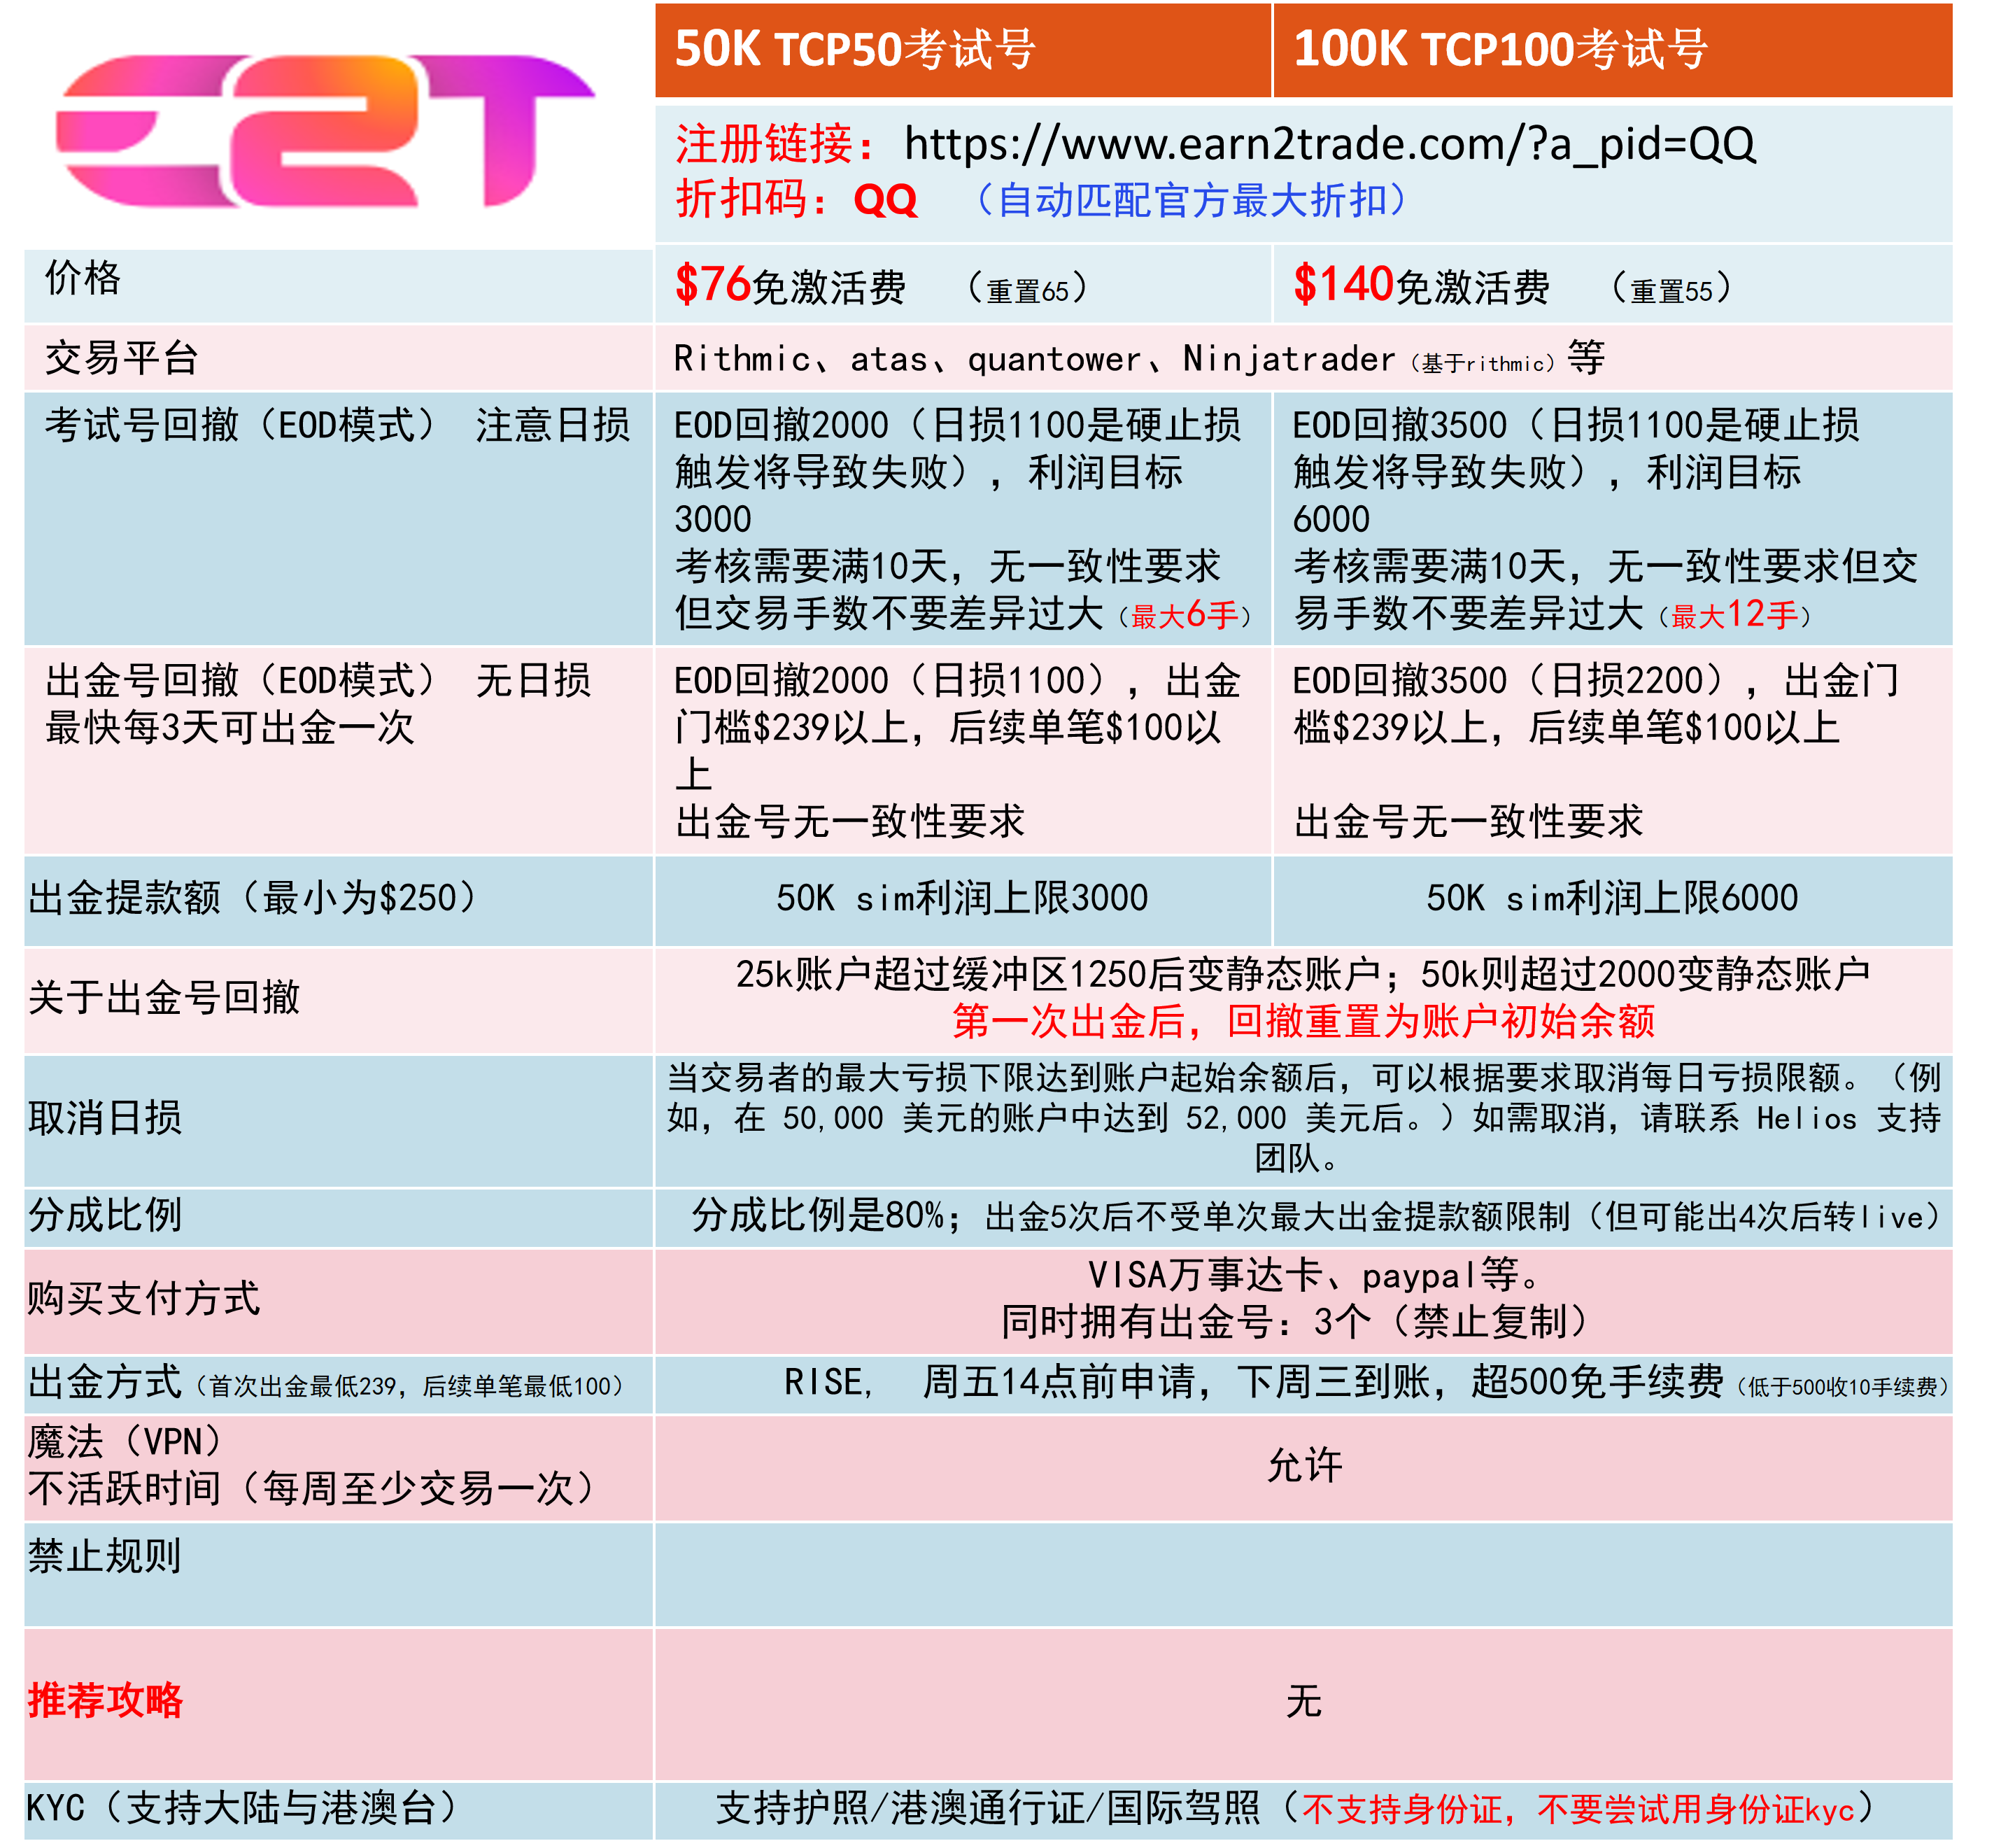 E2T
50K TCP50考试号
100K TCP100考试号
注册链接：https://www.earn2trade.com/?a_pid=QQ
折扣码：QQ （自动匹配官方最大折扣）
价格
$76免激活费 （重置65）
$140免激活费 （重置55）
交易平台
Rithmic、atas、quantower、Ninjatrader（基于rithmic）等
考试号回撤（EOD模式） 注意日损
EOD回撤2000（日损1100是硬止损
触发将导致失败），利润目标
3000
考核需要满10天，无一致性要求
但交易手数不要差异过大（最大6手）
EOD回撤3500（日损1100是硬止损
触发将导致失败），利润目标
6000
考核需要满10天，无一致性要求但交
易手数不要差异过大（最大12手）
出金号回撤（EOD模式） 无日损
最快每3天可出金一次
EOD回撤2000（日损1100），出金
门槛$239以上，后续单笔$100以
上
出金号无一致性要求
EOD回撤3500（日损2200），出金门
槛$239以上，后续单笔$100以上
出金号无一致性要求
出金提款额（最小为$250）
50K sim利润上限3000
50K sim利润上限6000
关于出金号回撤
25k账户超过缓冲区1250后变静态账户；50k则超过2000变静态账户
第一次出金后，回撤重置为账户初始余额
取消日损
当交易者的最大亏损下限达到账户起始余额后，可以根据要求取消每日亏损限额。（例
如，在 50,000 美元的账户中达到 52,000 美元后。）如需取消，请联系 Helios 支持
团队。
分成比例
分成比例是80%；出金5次后不受单次最大出金提款额限制（但可能出4次后转live）
购买支付方式
VISA万事达卡、paypal等。
同时拥有出金号：3个（禁止复制）
出金方式（首次出金最低239，后续单笔最低100）
RISE， 周五14点前申请，下周三到账，超500免手续费（低于500收10手续费）
魔法（VPN）
不活跃时间（每周至少交易一次）
允许
禁止规则
推荐攻略
无
KYC（支持大陆与港澳台）
支持护照/港澳通行证/国际驾照（不支持身份证，不要尝试用身份证kyc）